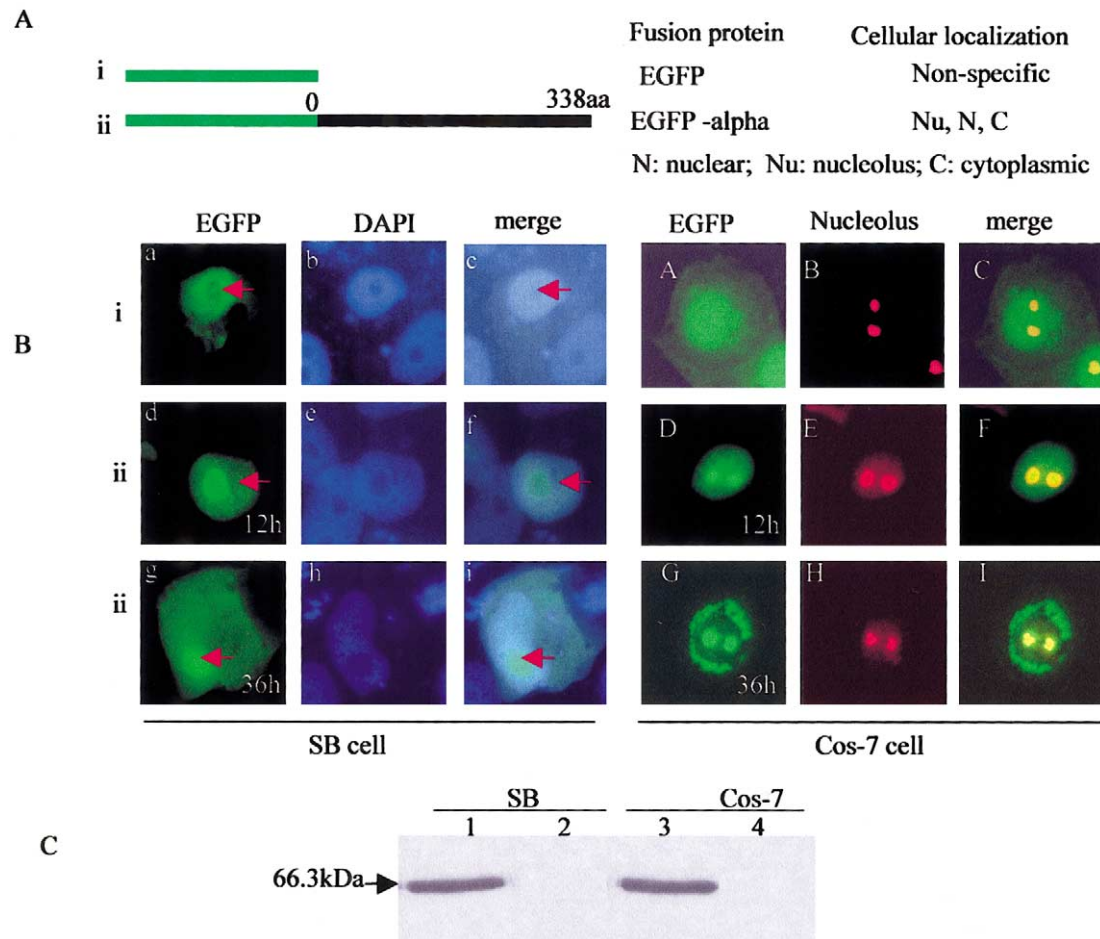 A
Fusion protein Cellular localization
i EGFP Non-specific
0 338aa
ii EGFP -alpha Nu, N, C
N: nuclear; Nu: nucleolus; C: cytoplasmic
EGFP DAPI merge EGFP Nucleolus merge
B
i a b c A B C
ii d 12h e f D 12h E F
ii g 36h h i G 36h H I
SB cell Cos-7 cell
C
SB Cos-7
1 2 3 4
66.3kDa